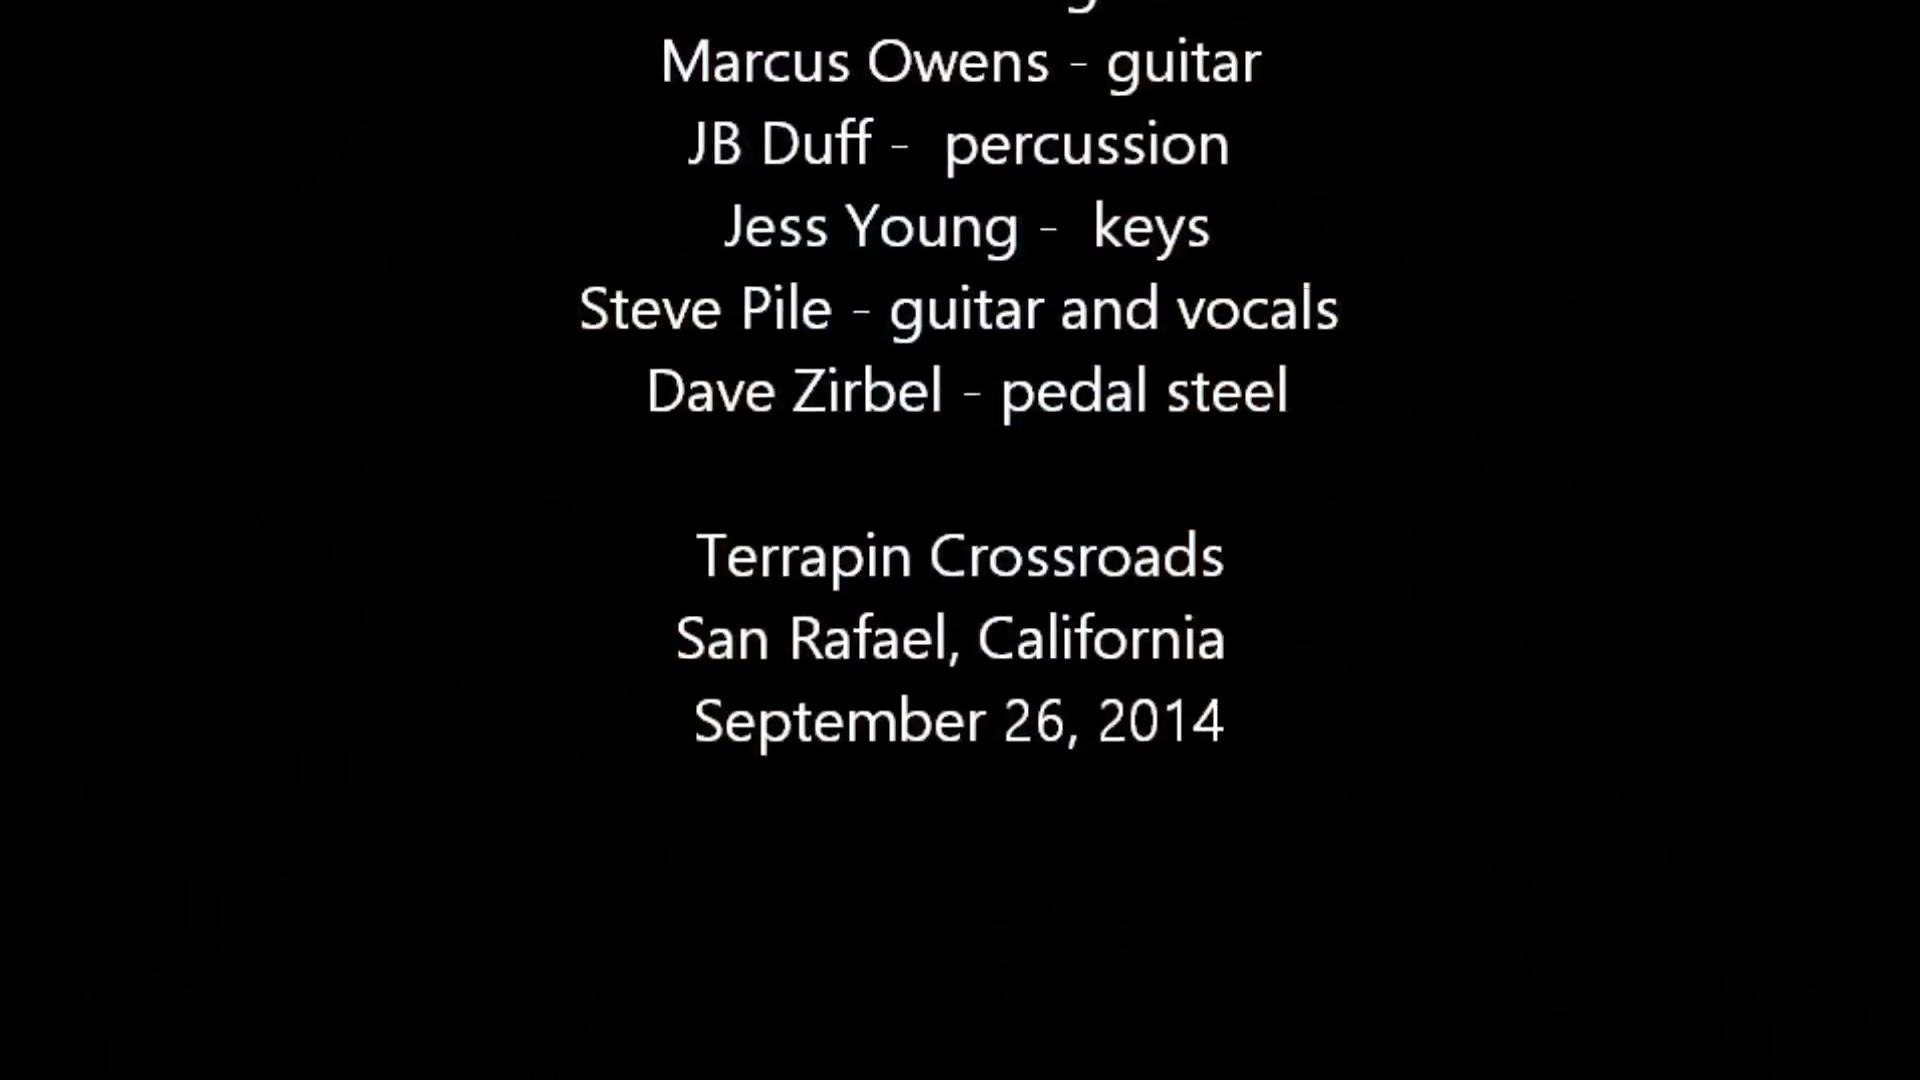 Marcus Owens - guitar
JB Duff -  percussion
Jess Young -  keys
Steve Pile - guitar and vocals
Dave Zirbel - pedal steel
Terrapin Crossroads
San Rafael, California
September 26, 2014